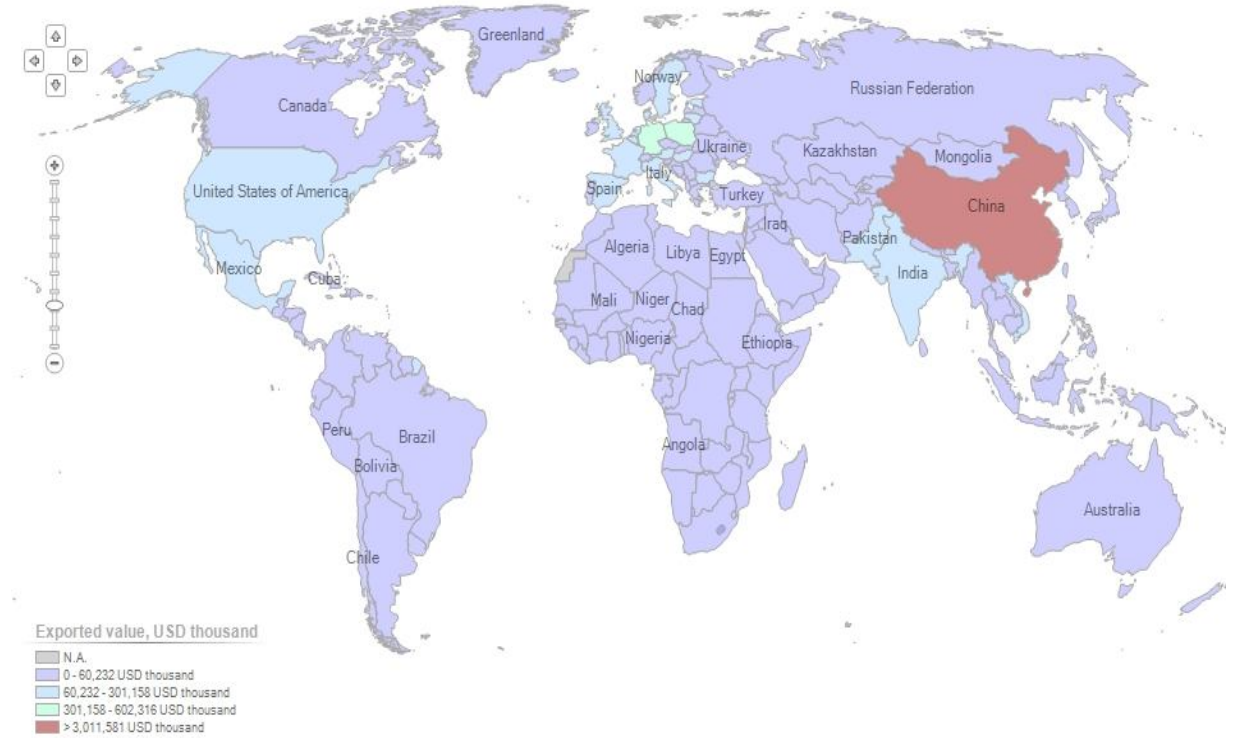 Greenland
Norway
Russian Federation
Canada
Ukraine
Kazakhstan
Mongolia
Italy
United States of America
Spain
Turkey
China
Iraq
Pakistan
Algeria
Libya
Egypt
India
Mexico
Cuba
Mali
Niger
Chad
Nigeria
Ethiopia
Peru
Brazil
Angola
Bolivia
Australia
Chile
Exported value, USD thousand
N.A.
0 - 60,232 USD thousand
60,232 - 301,158 USD thousand
301,158 - 602,316 USD thousand
> 3,011,581 USD thousand